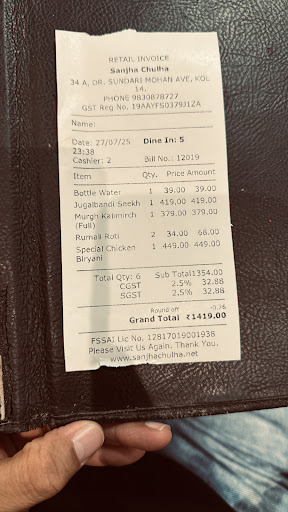 RETAIL INVOICE
Sanjha Chulha
34 A, DR. SUNDARI MOHAN AVE, KOL
14.
PHONE 9830878727
GST Reg No, 19AAYFS0379J1ZA
Name:
Date: 27/07/25 Dine In: 5
23:38
Cashier: 2 Bill No.: 12019
Item Qty. Price Amount
Bottle Water 1 39.00 39.00
Jugalbandi Seekh 1 419.00 419.00
Murgh Kalimirch 1 379.00 379.00
(Full)
Rumali Roti 2 34.00 68.00
Special Chicken 1 449.00 449.00
Biryani
Total Qty: 6 Sub Total 1354.00
CGST 2.5% 32.88
SGST 2.5% 32.88
Round off -0.76
Grand Total ₹1419.00
FSSAI Lic No. 12817019001938
Please Visit Us Again. Thank You.
www.sanjhachulha.net